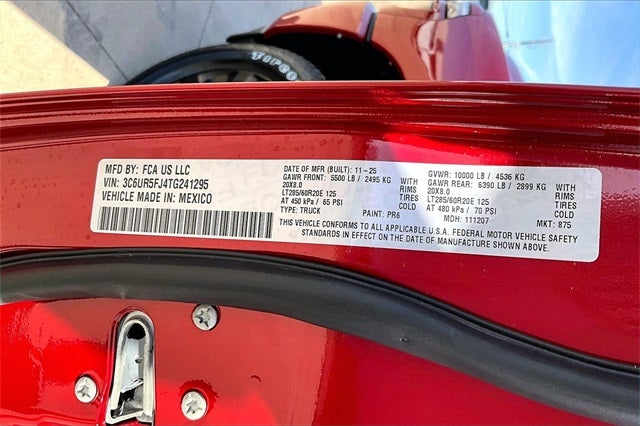 Tires
MFD BY: FCA US LLC
VIN: 3C6UR5FJ4TG241295
VEHICLE MADE IN: MEXICO
DATE OF MFR (BUILT): 11-25
GAWR FRONT: 5500 LB / 2495 KG WITH
20X8.0 RIMS
LT285/60R20E 125 TIRES
AT 450 kPa / 65 PSI COLD
TYPE: TRUCK PAINT: PR6
GVWR: 10000 LB / 4536 KG
GAWR REAR: 6390 LB / 2899 KG WITH
20X8.0 RIMS
LT285/60R20E 125 TIRES
AT 480 kPa / 70 PSI COLD
MDH: 111207 MKT: 875
THIS VEHICLE CONFORMS TO ALL APPLICABLE U.S.A. FEDERAL MOTOR VEHICLE SAFETY
STANDARDS IN EFFECT ON THE DATE OF MANUFACTURE SHOWN ABOVE.